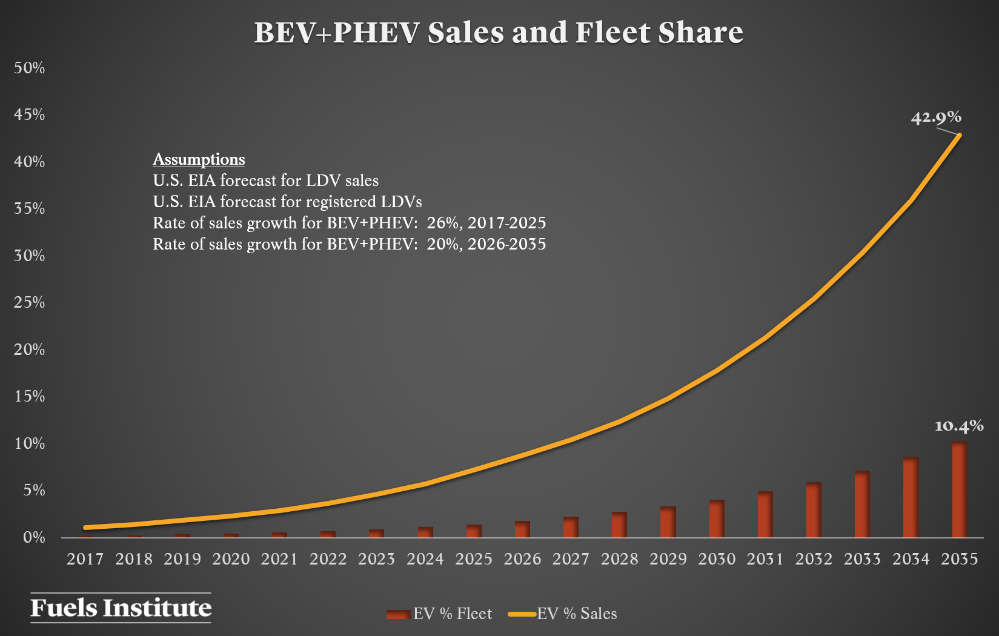 BEV+PHEV Sales and Fleet Share
50%
45%
42.9%
Assumptions
40%
U.S. EIA forecast for LDV sales
U.S. EIA forecast for registered LDVs
35%
Rate of sales growth for BEV+PHEV:  26%, 2017-2025
Rate of sales growth for BEV+PHEV:  20%, 2026-2035
30%
25%
20%
15%
10.4%
10%
5%
0%
2017 2018 2019 2020 2021 2022 2023 2024 2025 2026 2027 2028 2029 2030 2031 2032 2033 2034 2035
Fuels Institute
EV % Fleet EV % Sales